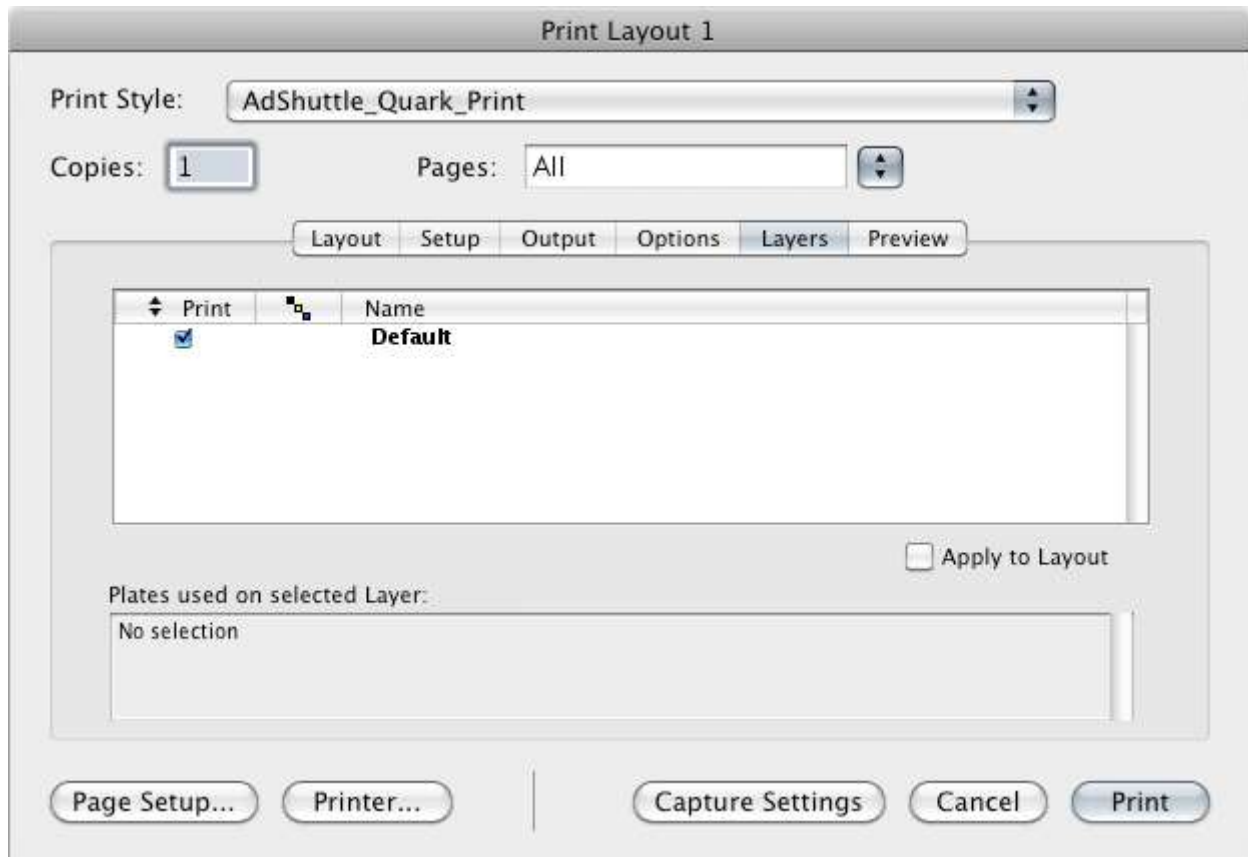 Print Layout 1
Print Style: AdShuttle_Quark_Print
Copies: 1 Pages: All
Layout Setup Output Options Layers Preview
Print Name
Default
Apply to Layout
Plates used on selected Layer:
No selection
Page Setup... Printer... Capture Settings Cancel Print